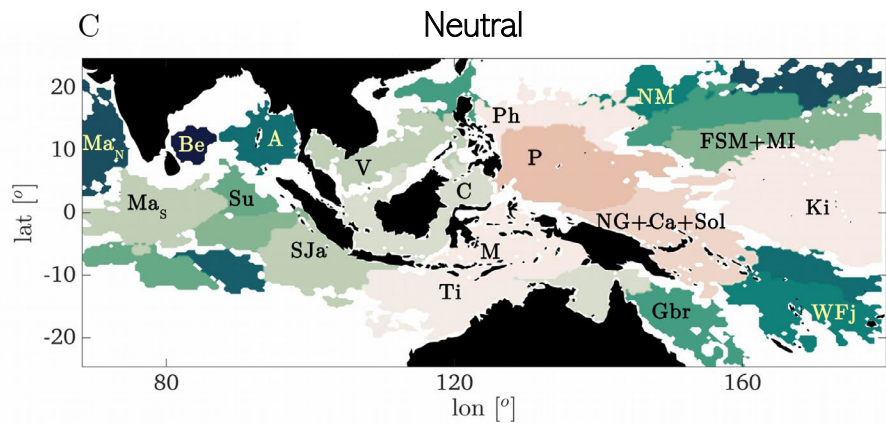 C
Neutral
20
10
0
-10
-20
lat [°]
80
120
160
lon [°]
Ma_N
Be
A
Ma_S
Su
SJa
V
C
Ph
P
NM
FSM+MI
Ki
NG+Ca+Sol
M
Ti
Gbr
WFj